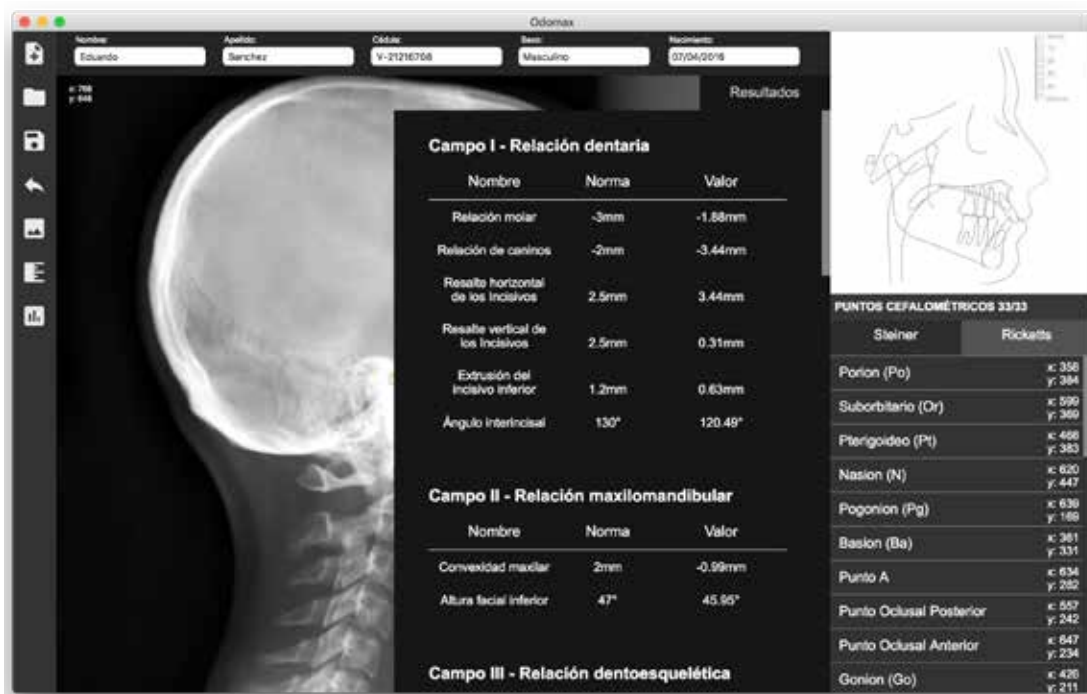 Odomax
Nombre: Apellido: Cédula: Sexo: Nacimiento:
Eduardo Sanchez V-21216708 Masculino 07/04/2016
x: 766
y: 646
Resultados
Campo I - Relación dentaria
Nombre Norma Valor
Relación molar -3mm -1.88mm
Relación de caninos -2mm -3.44mm
Resalte horizontal
de los Incisivos 2.5mm 3.44mm
Resalte vertical de
los Incisivos 2.5mm 0.31mm
Extrusión del
incisivo inferior 1.2mm 0.63mm
Ángulo interincisal 130° 120.49°
Campo II - Relación maxilomandibular
Nombre Norma Valor
Convexidad maxilar 2mm -0.99mm
Altura facial inferior 47° 45.95°
Campo III - Relación dentoesquelética
PUNTOS CEFALOMÉTRICOS 33/33
Steiner Ricketts
Porion (Po) x: 356
y: 384
Suborbitario (Or) x: 599
y: 369
Pterigoideo (Pt) x: 466
y: 383
Nasion (N) x: 620
y: 447
Pogonion (Pg) x: 639
y: 169
Basion (Ba) x: 361
y: 331
Punto A x: 634
y: 282
Punto Oclusal Posterior x: 557
y: 242
Punto Oclusal Anterior x: 647
y: 234
Gonion (Go) x: 426
y: 211